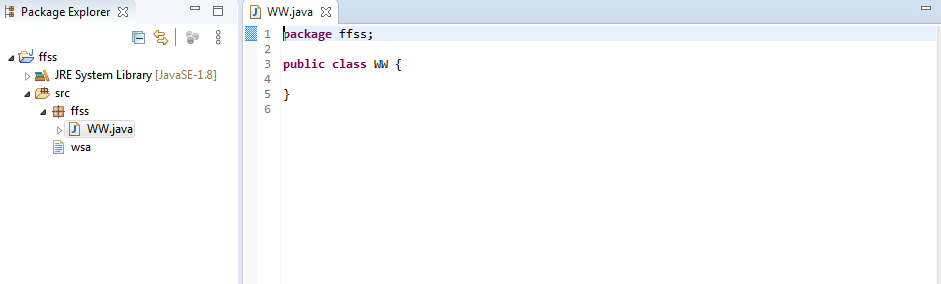 Package Explorer
ffss
JRE System Library [JavaSE-1.8]
src
ffss
WW.java
wsa
WW.java
1 package ffss;
2
3 public class WW {
4
5 }
6